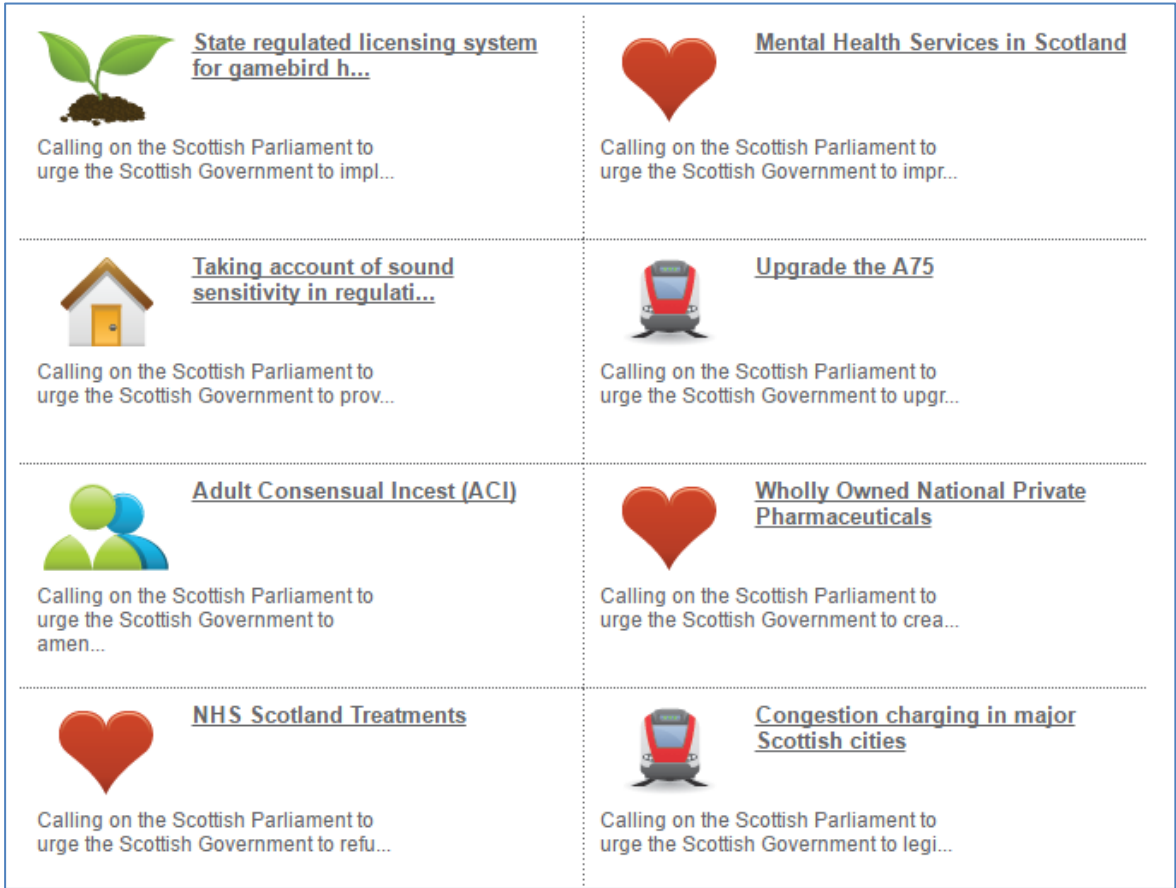 State regulated licensing system
for gamebird h...
Calling on the Scottish Parliament to
urge the Scottish Government to impl...
Mental Health Services in Scotland
Calling on the Scottish Parliament to
urge the Scottish Government to impr...
Taking account of sound
sensitivity in regulati...
Calling on the Scottish Parliament to
urge the Scottish Government to prov...
Upgrade the A75
Calling on the Scottish Parliament to
urge the Scottish Government to upgr...
Adult Consensual Incest (ACI)
Calling on the Scottish Parliament to
urge the Scottish Government to
amen...
Wholly Owned National Private
Pharmaceuticals
Calling on the Scottish Parliament to
urge the Scottish Government to crea...
NHS Scotland Treatments
Calling on the Scottish Parliament to
urge the Scottish Government to refu...
Congestion charging in major
Scottish cities
Calling on the Scottish Parliament to
urge the Scottish Government to legi...